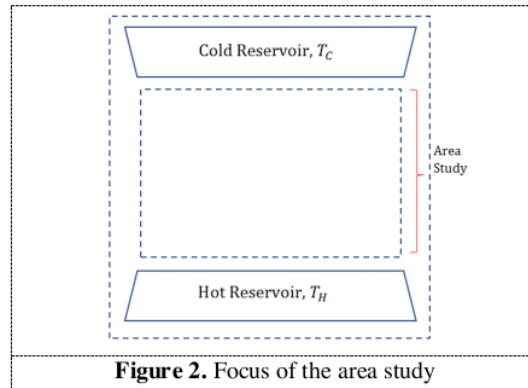 Cold Reservoir, T_C
Area
Study
Hot Reservoir, T_H
Figure 2. Focus of the area study